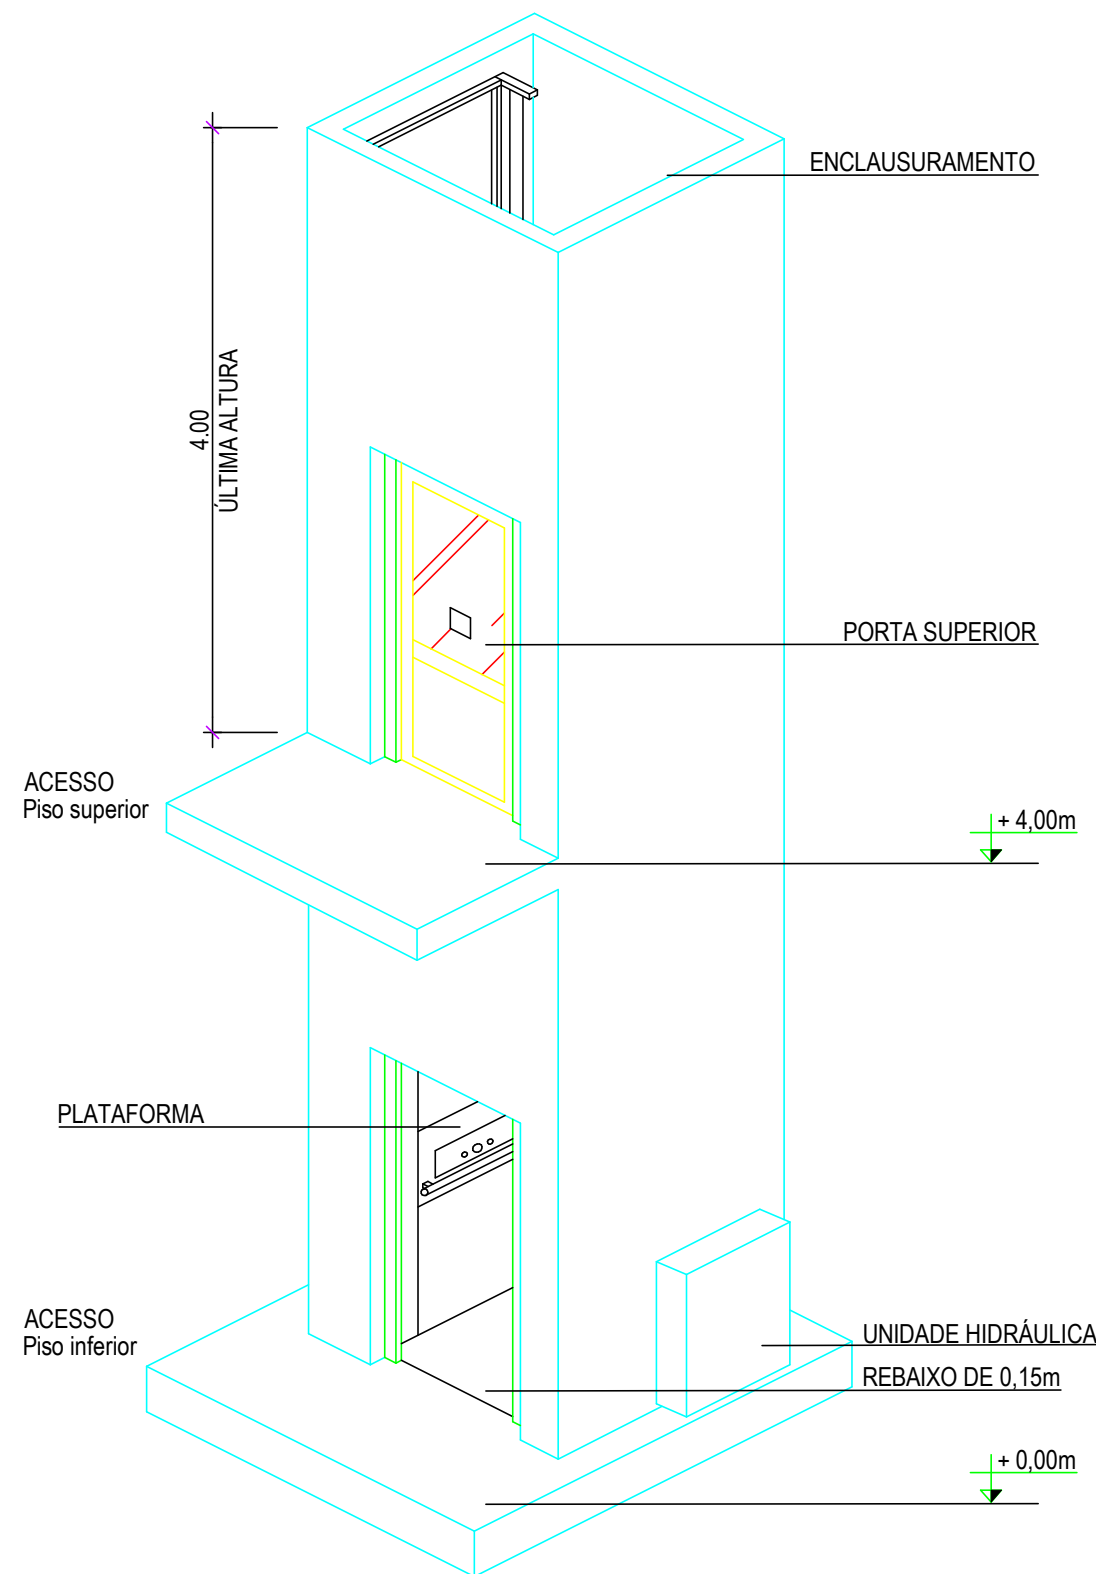 ENCLAUSURAMENTO
4.00
ÚLTIMA ALTURA
PORTA SUPERIOR
ACESSO
Piso superior
+ 4,00m
PLATAFORMA
ACESSO
Piso inferior
UNIDADE HIDRÁULICA
REBAIXO DE 0,15m
+ 0,00m